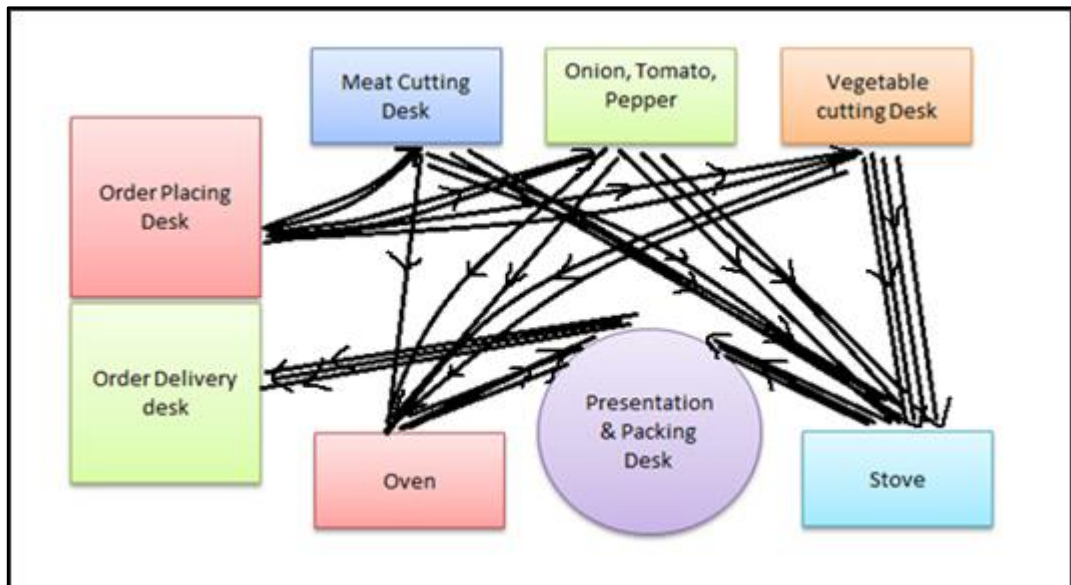 Meat Cutting
Desk
Onion, Tomato,
Pepper
Vegetable
cutting Desk
Order Placing
Desk
Order Delivery
desk
Presentation
& Packing
Desk
Oven
Stove